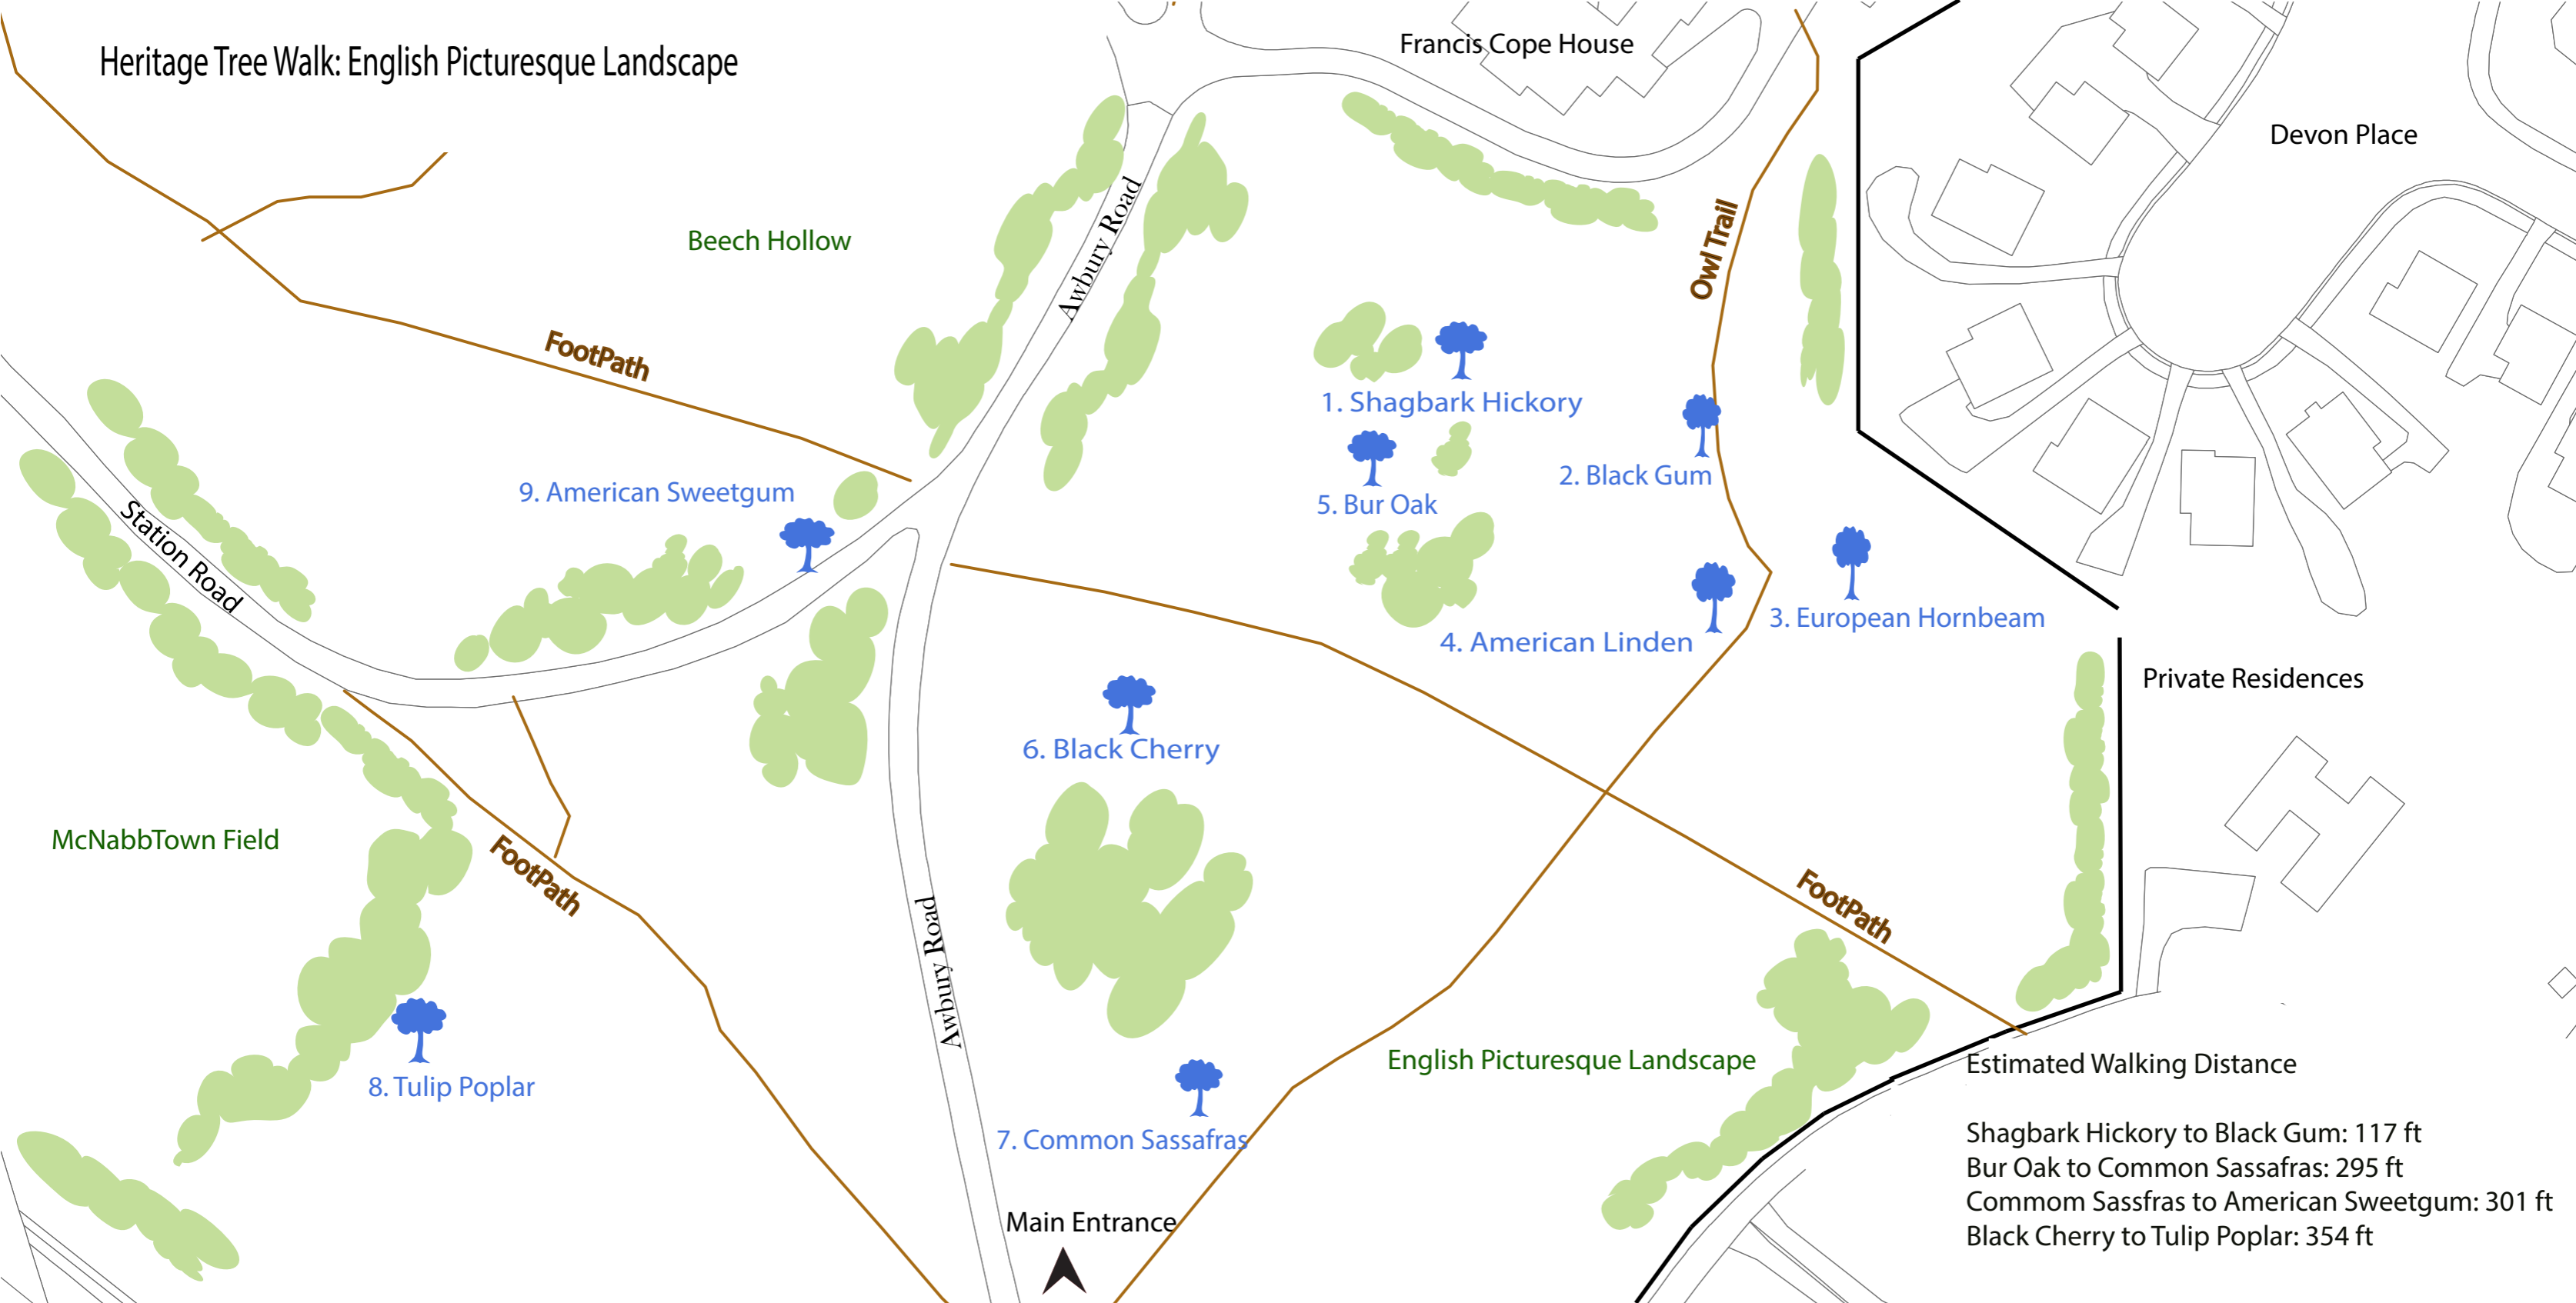 Heritage Tree Walk: English Picturesque Landscape
Francis Cope House
Devon Place
Beech Hollow
Awbury Road
Owl Trail
FootPath
1. Shagbark Hickory
2. Black Gum
9. American Sweetgum
5. Bur Oak
Station Road
3. European Hornbeam
4. American Linden
Private Residences
6. Black Cherry
McNabbTown Field
FootPath
FootPath
Awbury Road
English Picturesque Landscape
8. Tulip Poplar
7. Common Sassafras
Main Entrance
Estimated Walking Distance
Shagbark Hickory to Black Gum: 117 ft
Bur Oak to Common Sassafras: 295 ft
Commom Sassfras to American Sweetgum: 301 ft
Black Cherry to Tulip Poplar: 354 ft